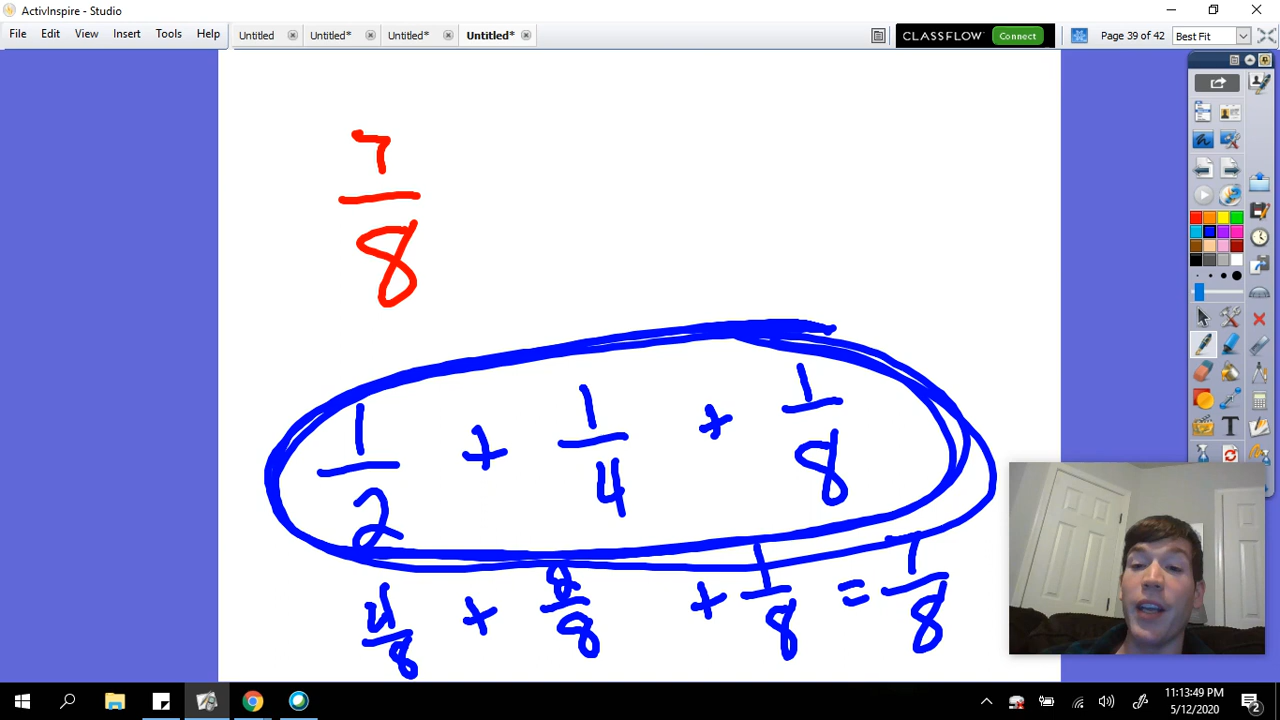 ActivInspire - Studio
File Edit View Insert Tools Help Untitled Untitled* Untitled* Untitled* CLASSFLOW Connect Page 39 of 42 Best Fit
7/8
1/2 + 1/4 + 1/8
4/8 + 2/8 + 1/8 = 1/8
11:13:49 PM
5/12/2020
2